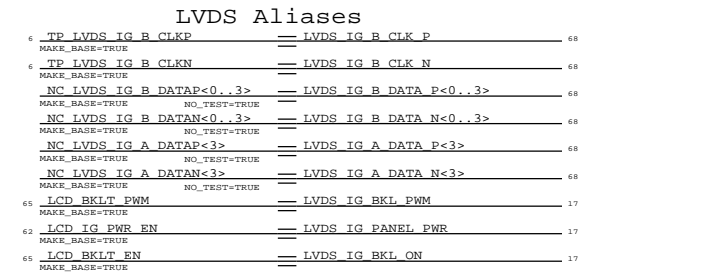 LVDS Aliases
6 TP_LVDS_IG_B_CLKP LVDS_IG_B_CLK_P 68
MAKE_BASE=TRUE
6 TP_LVDS_IG_B_CLKN LVDS_IG_B_CLK_N 68
MAKE_BASE=TRUE
NC_LVDS_IG_B_DATAP<0..3> LVDS_IG_B_DATA_P<0..3> 68
MAKE_BASE=TRUE NO_TEST=TRUE
NC_LVDS_IG_B_DATAN<0..3> LVDS_IG_B_DATA_N<0..3> 68
MAKE_BASE=TRUE NO_TEST=TRUE
NC_LVDS_IG_A_DATAP<3> LVDS_IG_A_DATA_P<3> 68
MAKE_BASE=TRUE NO_TEST=TRUE
NC_LVDS_IG_A_DATAN<3> LVDS_IG_A_DATA_N<3> 68
MAKE_BASE=TRUE NO_TEST=TRUE
65 LCD_BKLT_PWM LVDS_IG_BKL_PWM 17
MAKE_BASE=TRUE
62 LCD_IG_PWR_EN LVDS_IG_PANEL_PWR 17
MAKE_BASE=TRUE
65 LCD_BKLT_EN LVDS_IG_BKL_ON 17
MAKE_BASE=TRUE